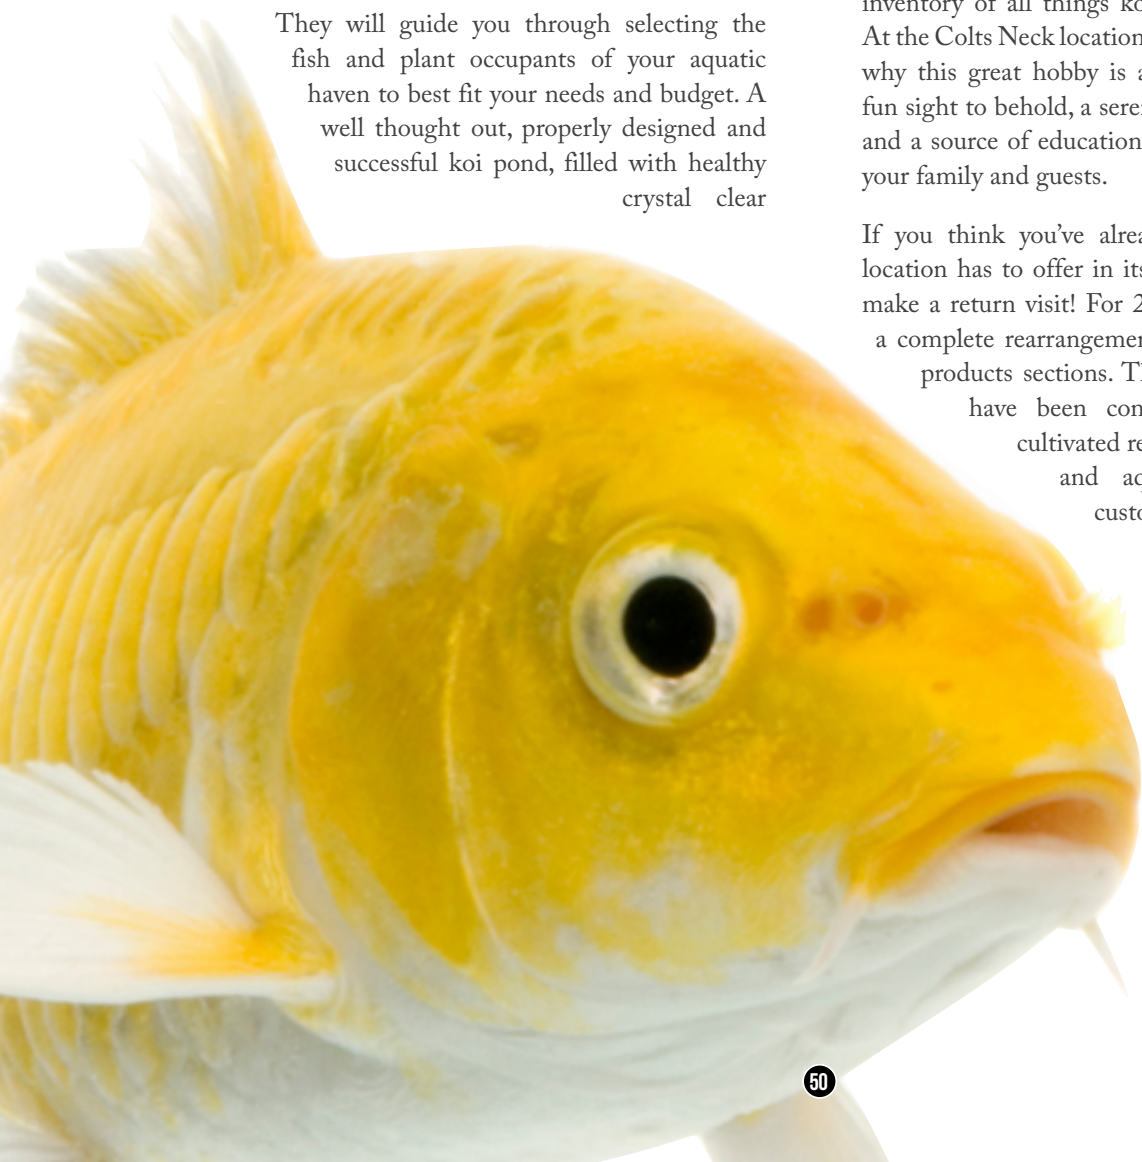 They will guide you through selecting the
fish and plant occupants of your aquatic
haven to best fit your needs and budget. A
well thought out, properly designed and
successful koi pond, filled with healthy
crystal clear
inventory of all things
At the Colts Neck location
why this great hobby is
fun sight to behold, a
and a source of education
your family and guests.
If you think you've
location has to offer in its
make a return visit! For
a complete
products sections.
have been
cultivated
and
50